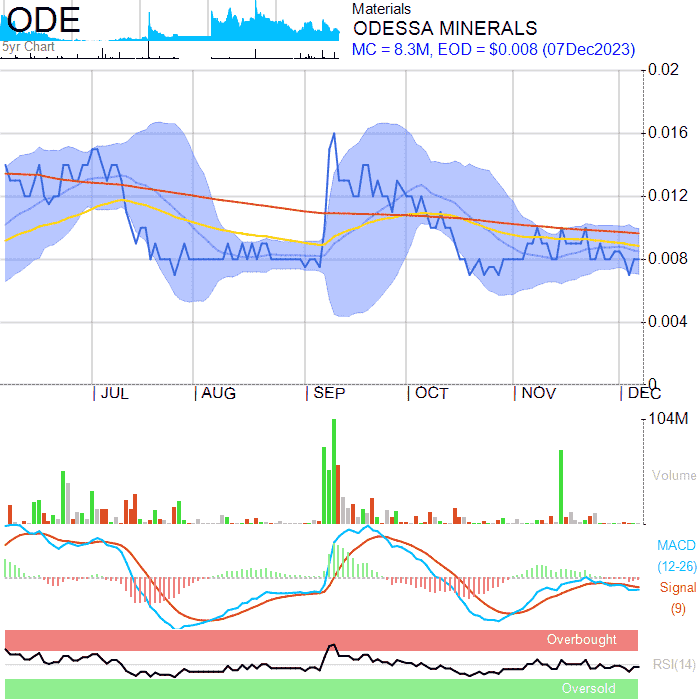 ODE
5yr Chart
Materials
ODESSA MINERALS
MC = 8.3M, EOD = $0.008 (07Dec2023)
0.02
0.016
0.012
0.008
0.004
0
JUL AUG SEP OCT NOV DEC
104M
Volume
MACD
(12-26)
Signal
(9)
Overbought
RSI(14)
Oversold